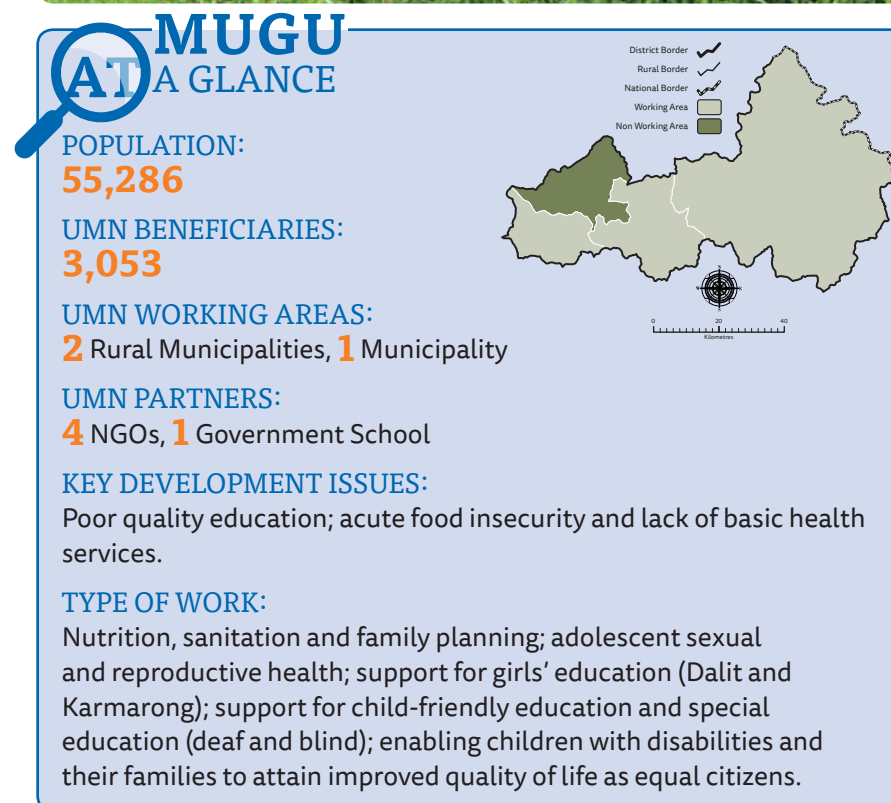 MUGU
AT A GLANCE
POPULATION:
55,286
UMN BENEFICIARIES:
3,053
UMN WORKING AREAS:
2 Rural Municipalities, 1 Municipality
UMN PARTNERS:
4 NGOs, 1 Government School
KEY DEVELOPMENT ISSUES:
Poor quality education; acute food insecurity and lack of basic health
services.
TYPE OF WORK:
Nutrition, sanitation and family planning; adolescent sexual
and reproductive health; support for girls’ education (Dalit and
Karmarong); support for child-friendly education and special
education (deaf and blind); enabling children with disabilities and
their families to attain improved quality of life as equal citizens.
District Border
Rural Border
National Border
Working Area
Non Working Area
0 20 40
Kilometres